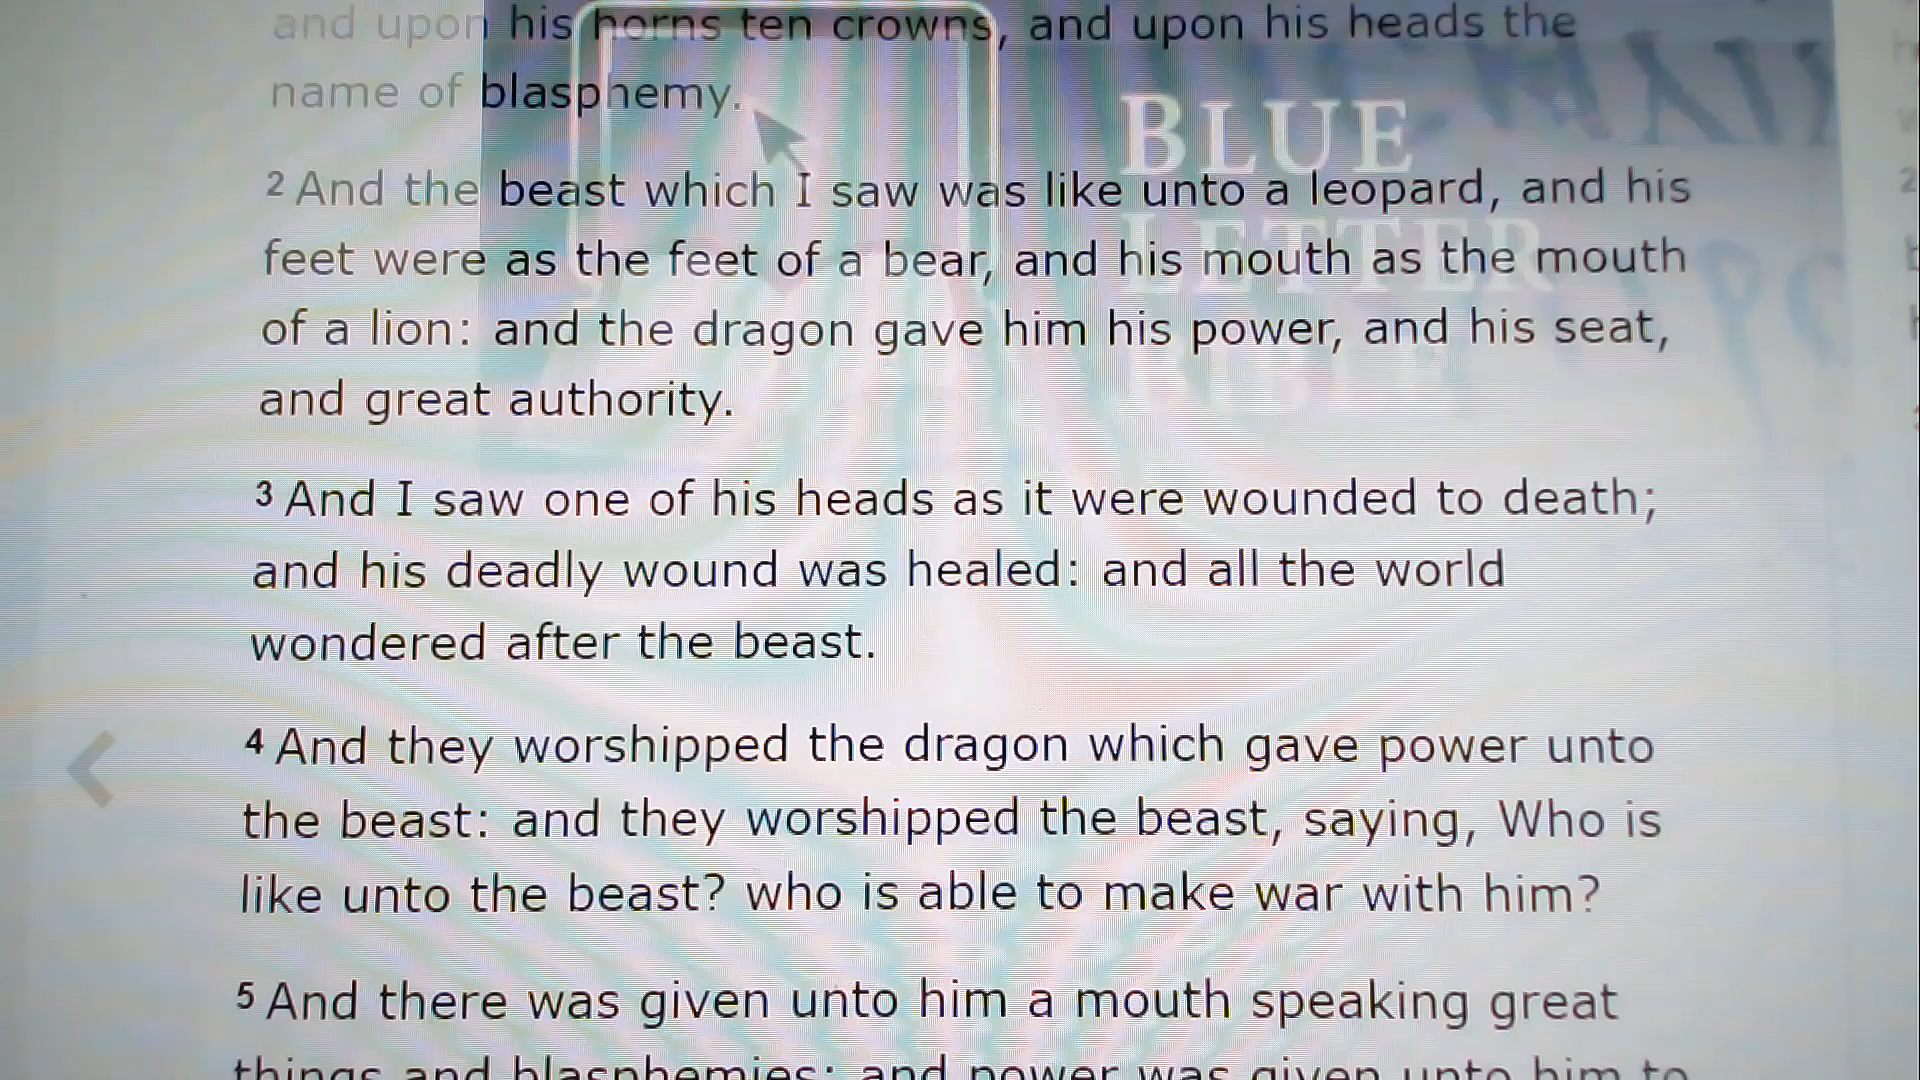 and upon his horns ten crowns, and upon his heads the
name of blasphemy.
BLUE
LETTER
BIBLE
2 And the beast which I saw was like unto a leopard, and his
feet were as the feet of a bear, and his mouth as the mouth
of a lion: and the dragon gave him his power, and his seat,
and great authority.
3 And I saw one of his heads as it were wounded to death;
and his deadly wound was healed: and all the world
wondered after the beast.
4 And they worshipped the dragon which gave power unto
the beast: and they worshipped the beast, saying, Who is
like unto the beast? who is able to make war with him?
5 And there was given unto him a mouth speaking great
things and blasphemies; and power was given unto him to